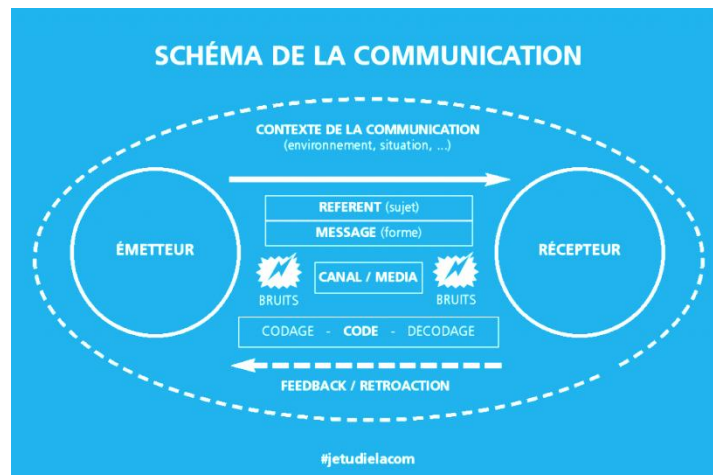 SCHÉMA DE LA COMMUNICATION
CONTEXTE DE LA COMMUNICATION
(environnement, situation, ...)
REFERENT (sujet)
MESSAGE (forme)
ÉMETTEUR
RÉCEPTEUR
CANAL / MEDIA
BRUITS
BRUITS
CODAGE - CODE - DECODAGE
FEEDBACK / RETROACTION
#jetudielacom